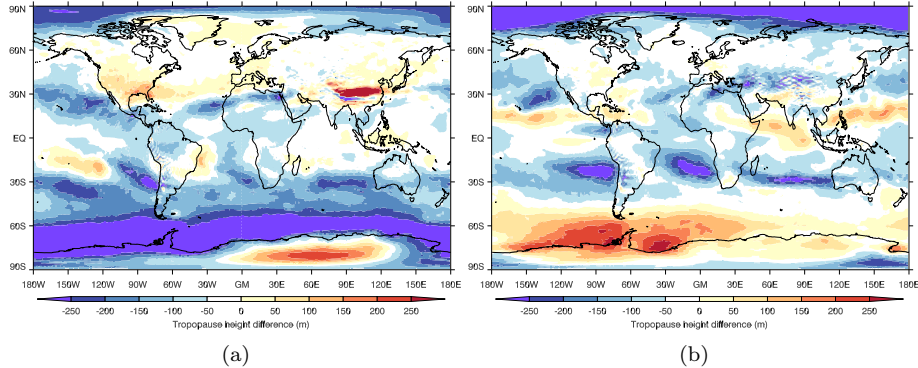 90N
60N
30N
EQ
30S
60S
90S
180W 150W 120W 90W 60W 30W GM 30E 60E 90E 120E 150E 180E
-250 -200 -150 -100 -50 0 50 100 150 200 250
Tropopause height difference (m)
(a)
90N
60N
30N
EQ
30S
60S
90S
180W 150W 120W 90W 60W 30W GM 30E 60E 90E 120E 150E 180E
-250 -200 -150 -100 -50 0 50 100 150 200 250
Tropopause height difference (m)
(b)